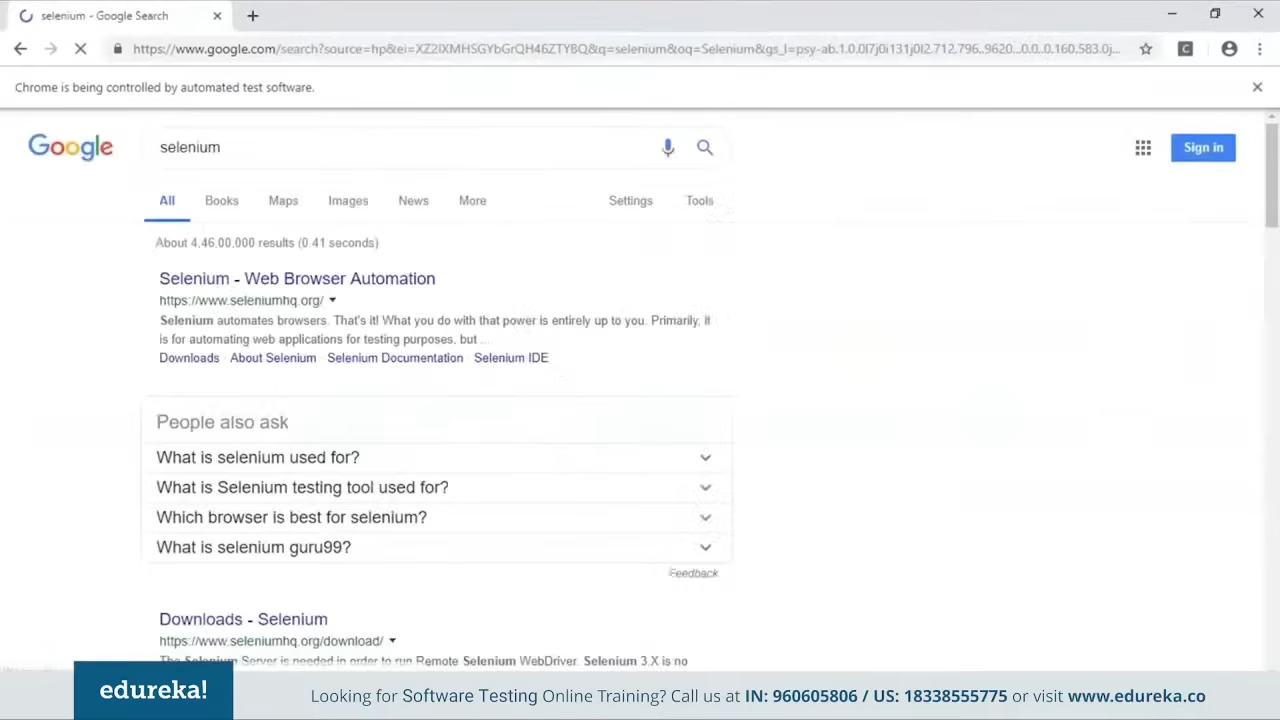 selenium - Google Search
https://www.google.com/search?source=hp&ei=XZ2IXMHSGYbGrQH46ZTYBQ&q=selenium&oq=Selenium&gs_l=psy-ab.1.0.0l7j0i131j0l2.712.796..9620...0.0..0.160.583.0j...
Chrome is being controlled by automated test software.
Google
selenium
Sign in
All Books Maps Images News More Settings Tools
About 4,46,00,000 results (0.41 seconds)
Selenium - Web Browser Automation
https://www.seleniumhq.org/
Selenium automates browsers. That's it! What you do with that power is entirely up to you. Primarily, it
is for automating web applications for testing purposes, but ...
Downloads · About Selenium · Selenium Documentation · Selenium IDE
People also ask
What is selenium used for?
What is Selenium testing tool used for?
Which browser is best for selenium?
What is selenium guru99?
Feedback
Downloads - Selenium
https://www.seleniumhq.org/download/
The Selenium Server is needed in order to run Remote Selenium WebDriver. Selenium 3.X is no
edureka!
Looking for Software Testing Online Training? Call us at IN: 960605806 / US: 18338555775 or visit www.edureka.co